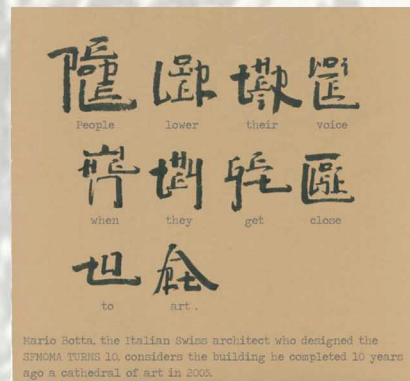 People lower their voice
when they get close
to art.
Mario Botta, the Italian Swiss architect who designed the
SFMOMA TURNS 10, considers the building he completed 10 years
ago a cathedral of art in 2005.